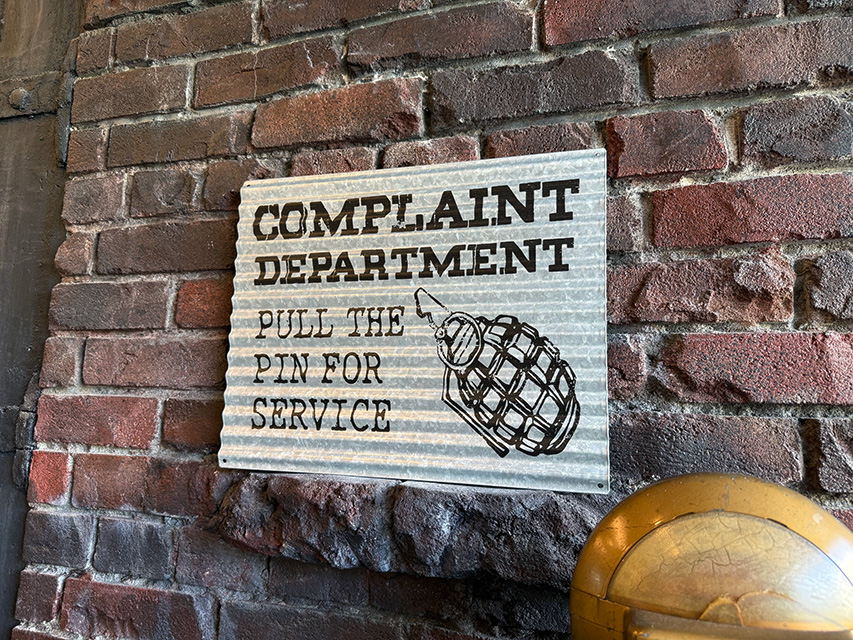 COMPLAINT
DEPARTMENT
PULL THE
PIN FOR
SERVICE